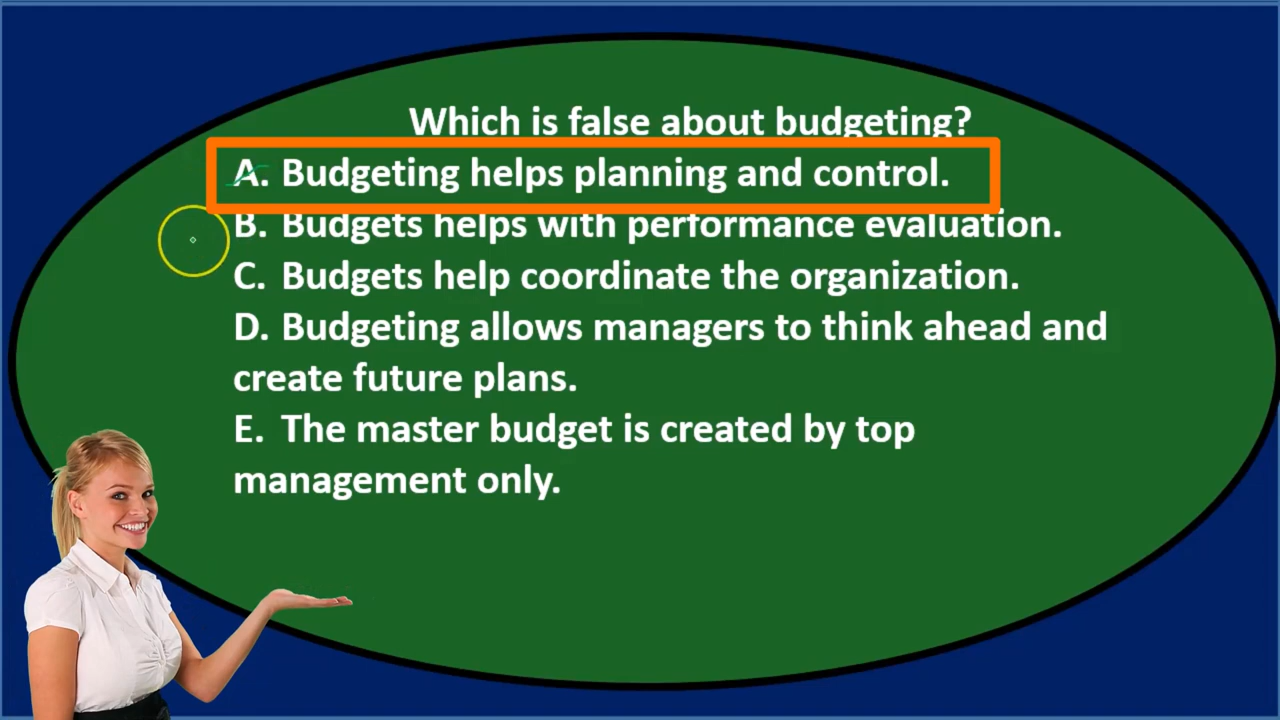 Which is false about budgeting?
A. Budgeting helps planning and control.
B. Budgets helps with performance evaluation.
C. Budgets help coordinate the organization.
D. Budgeting allows managers to think ahead and
create future plans.
E. The master budget is created by top
management only.